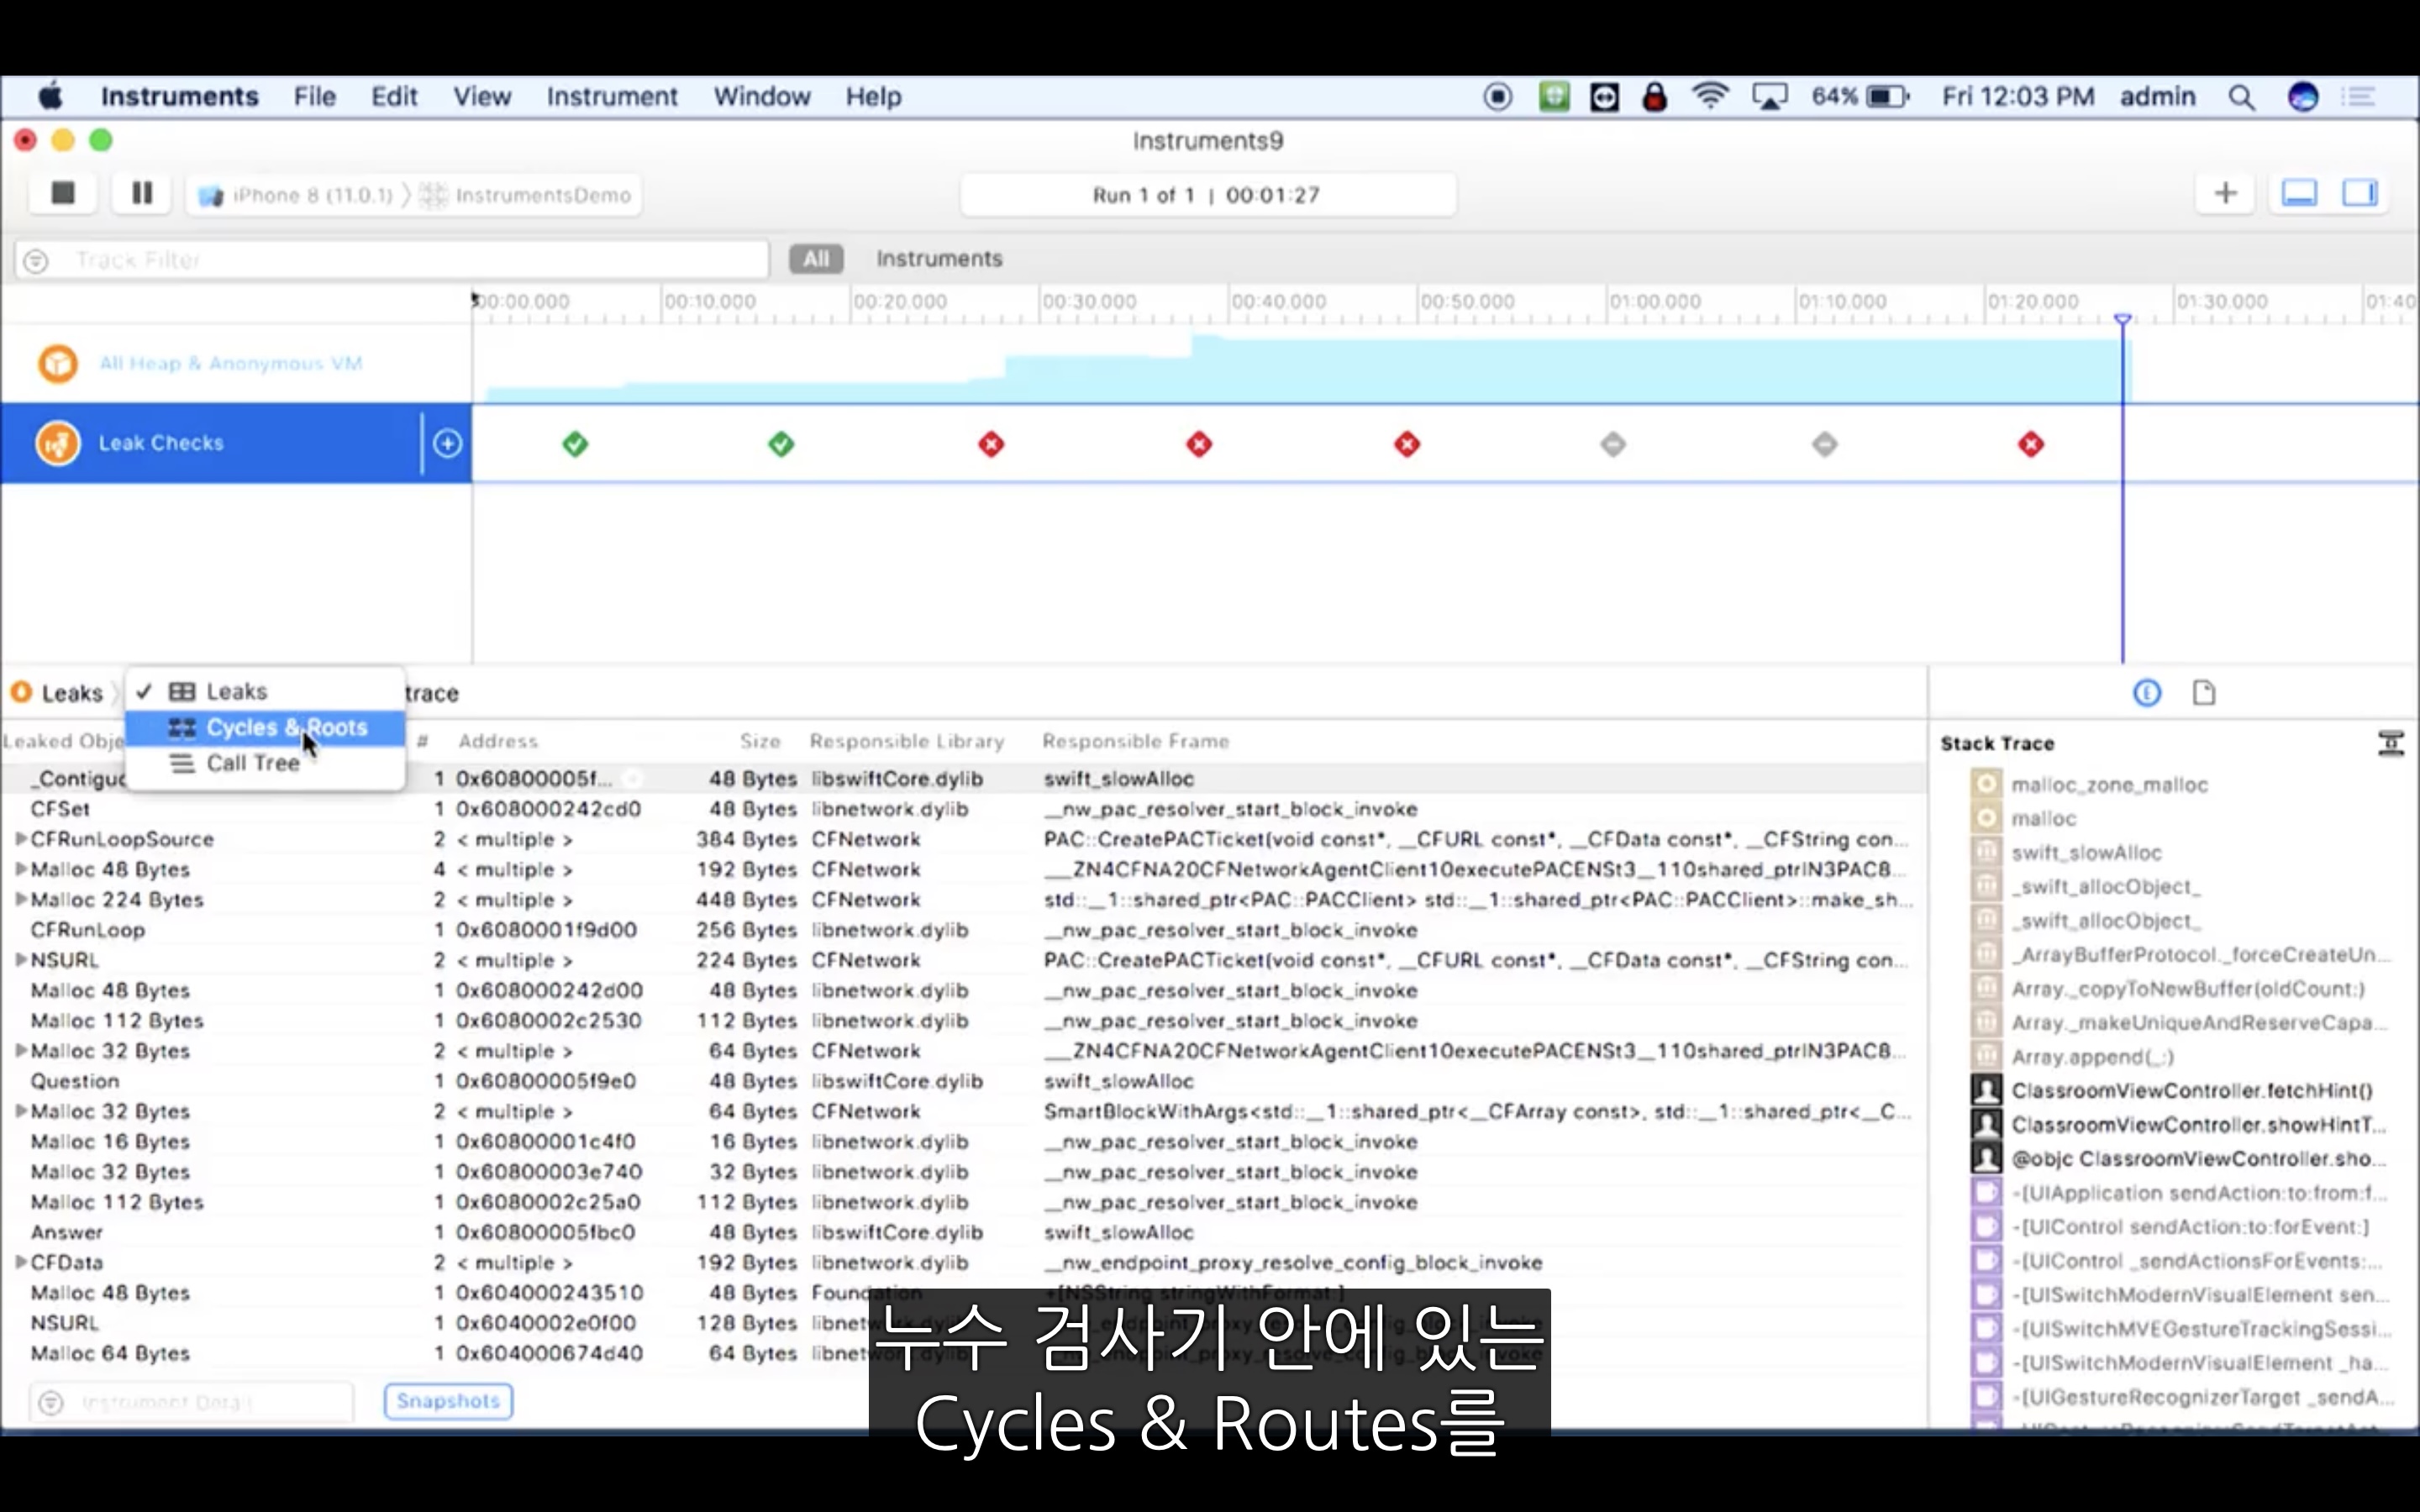 Instruments File Edit View Instrument Window Help 64% Fri 12:03 PM admin
Instruments9
iPhone 8 (11.0.1) InstrumentsDemo Run 1 of 1 | 00:01:27
Track Filter All Instruments
00:00.000 00:10.000 00:20.000 00:30.000 00:40.000 00:50.000 01:00.000 01:10.000 01:20.000 01:30.000 01:40
All Heap & Anonymous VM
Leak Checks
Leaks trace
Leaks
Cycles & Roots
Call Tree
Leaked Obje # Address Size Responsible Library Responsible Frame
_Contiguo 1 0x60800005f... 48 Bytes libswiftCore.dylib swift_slowAlloc
CFSet 1 0x608000242cd0 48 Bytes libnetwork.dylib __nw_pac_resolver_start_block_invoke
CFRunLoopSource 2 < multiple > 384 Bytes CFNetwork PAC::CreatePACTicket(void const*, __CFURL const*, __CFData const*, __CFString con...
Malloc 48 Bytes 4 < multiple > 192 Bytes CFNetwork ___ZN4CFNA20CFNetworkAgentClient10executePACENSt3__110shared_ptrIN3PAC8...
Malloc 224 Bytes 2 < multiple > 448 Bytes CFNetwork std::__1::shared_ptr<PAC::PACClient> std::__1::shared_ptr<PAC::PACClient>::make_sh...
CFRunLoop 1 0x6080001f9d00 256 Bytes libnetwork.dylib __nw_pac_resolver_start_block_invoke
NSURL 2 < multiple > 224 Bytes CFNetwork PAC::CreatePACTicket(void const*, __CFURL const*, __CFData const*, __CFString con...
Malloc 48 Bytes 1 0x608000242d00 48 Bytes libnetwork.dylib __nw_pac_resolver_start_block_invoke
Malloc 112 Bytes 1 0x6080002c2530 112 Bytes libnetwork.dylib __nw_pac_resolver_start_block_invoke
Malloc 32 Bytes 2 < multiple > 64 Bytes CFNetwork ___ZN4CFNA20CFNetworkAgentClient10executePACENSt3__110shared_ptrIN3PAC8...
Question 1 0x60800005f9e0 48 Bytes libswiftCore.dylib swift_slowAlloc
Malloc 32 Bytes 2 < multiple > 64 Bytes CFNetwork SmartBlockWithArgs<std::__1::shared_ptr<__CFArray const>, std::__1::shared_ptr<__C...
Malloc 16 Bytes 1 0x60800001c4f0 16 Bytes libnetwork.dylib __nw_pac_resolver_start_block_invoke
Malloc 32 Bytes 1 0x60800003e740 32 Bytes libnetwork.dylib __nw_pac_resolver_start_block_invoke
Malloc 112 Bytes 1 0x6080002c25a0 112 Bytes libnetwork.dylib __nw_pac_resolver_start_block_invoke
Answer 1 0x60800005fbc0 48 Bytes libswiftCore.dylib swift_slowAlloc
CFData 2 < multiple > 192 Bytes libnetwork.dylib __nw_endpoint_proxy_resolve_config_block_invoke
Malloc 48 Bytes 1 0x604000243510 48 Bytes Foundation +[NSString stringWithFormat:]
NSURL 1 0x6040002e0f00 128 Bytes
Malloc 64 Bytes 1 0x604000674d40 64 Bytes
Instrument Detail Snapshots
Stack Trace
malloc_zone_malloc
malloc
swift_slowAlloc
_swift_allocObject_
_swift_allocObject_
_ArrayBufferProtocol._forceCreateUn...
Array._copyToNewBuffer(oldCount:)
Array._makeUniqueAndReserveCapa...
Array.append(_:)
ClassroomViewController.fetchHint()
ClassroomViewController.showHintT...
@objc ClassroomViewController.sho...
-[UIApplication sendAction:to:from:f...
-[UIControl sendAction:to:forEvent:]
-[UIControl _sendActionsForEvents:...
-[UISwitchModernVisualElement sen...
-[UISwitchMVEGestureTrackingSessi...
-[UISwitchModernVisualElement _ha...
-[UIGestureRecognizerTarget _sendA...
누수 검사기 안에 있는
Cycles & Routes를